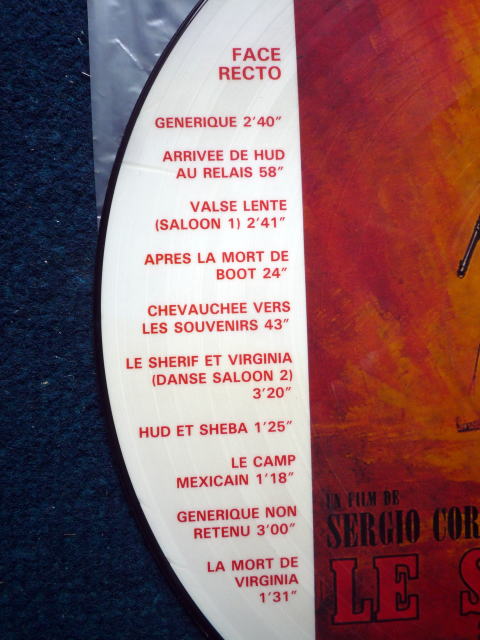 FACE
RECTO
GENERIQUE 2'40"
ARRIVEE DE HUD
AU RELAIS 58"
VALSE LENTE
(SALOON 1) 2'41"
APRES LA MORT DE
BOOT 24"
CHEVAUCHEE VERS
LES SOUVENIRS 43"
LE SHERIF ET VIRGINIA
(DANSE SALOON 2)
3'20"
HUD ET SHEBA 1'25"
LE CAMP
MEXICAIN 1'18"
GENERIQUE NON
RETENU 3'00"
LA MORT DE
VIRGINIA
1'31"
UN FILM DE
SERGIO COR
LE S